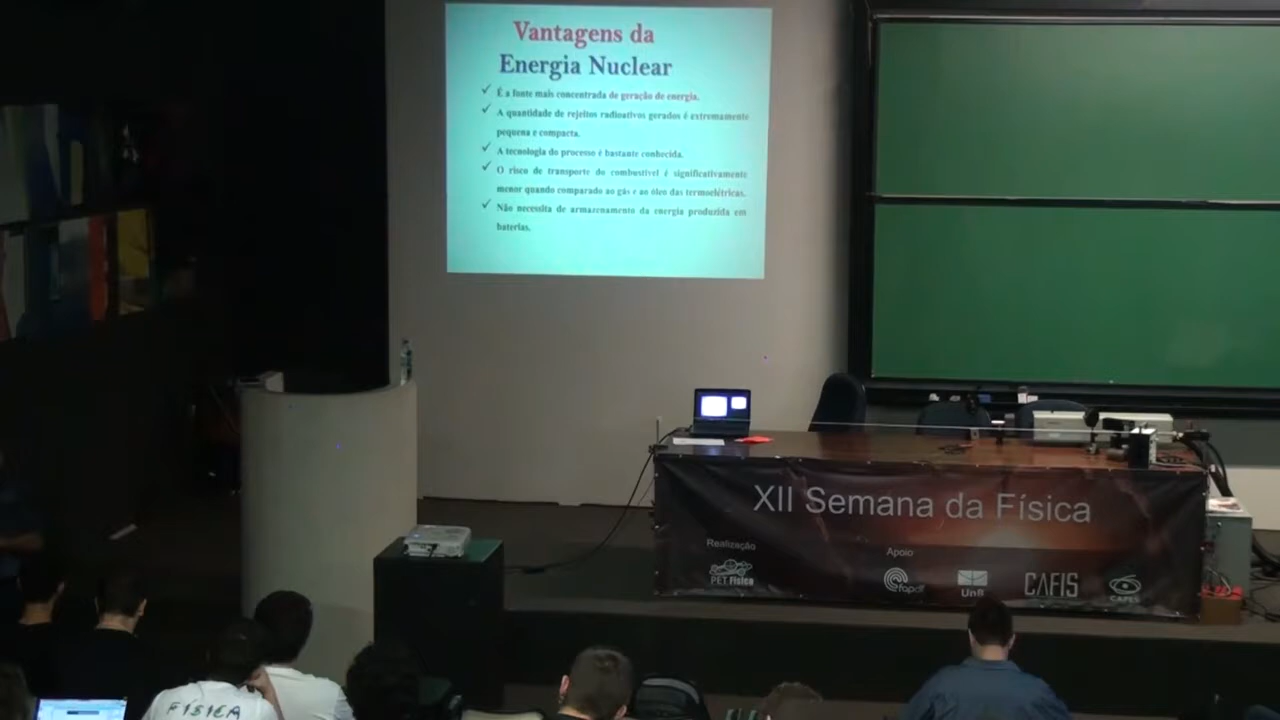 Vantagens da
Energia Nuclear
✓ É a fonte mais concentrada de geração de energia.
✓ A quantidade de rejeitos radioativos gerados é extremamente
pequena e compacta.
✓ A tecnologia do processo é bastante conhecida.
✓ O risco de transporte do combustível é significativamente
menor quando comparado ao gás e ao óleo das termoelétricas.
✓ Não necessita de armazenamento da energia produzida em
baterias.
XII Semana da Física
Realização
Apoio
PET Física
fapdf
UnB
CAFIS
CAPES
FÍSICA